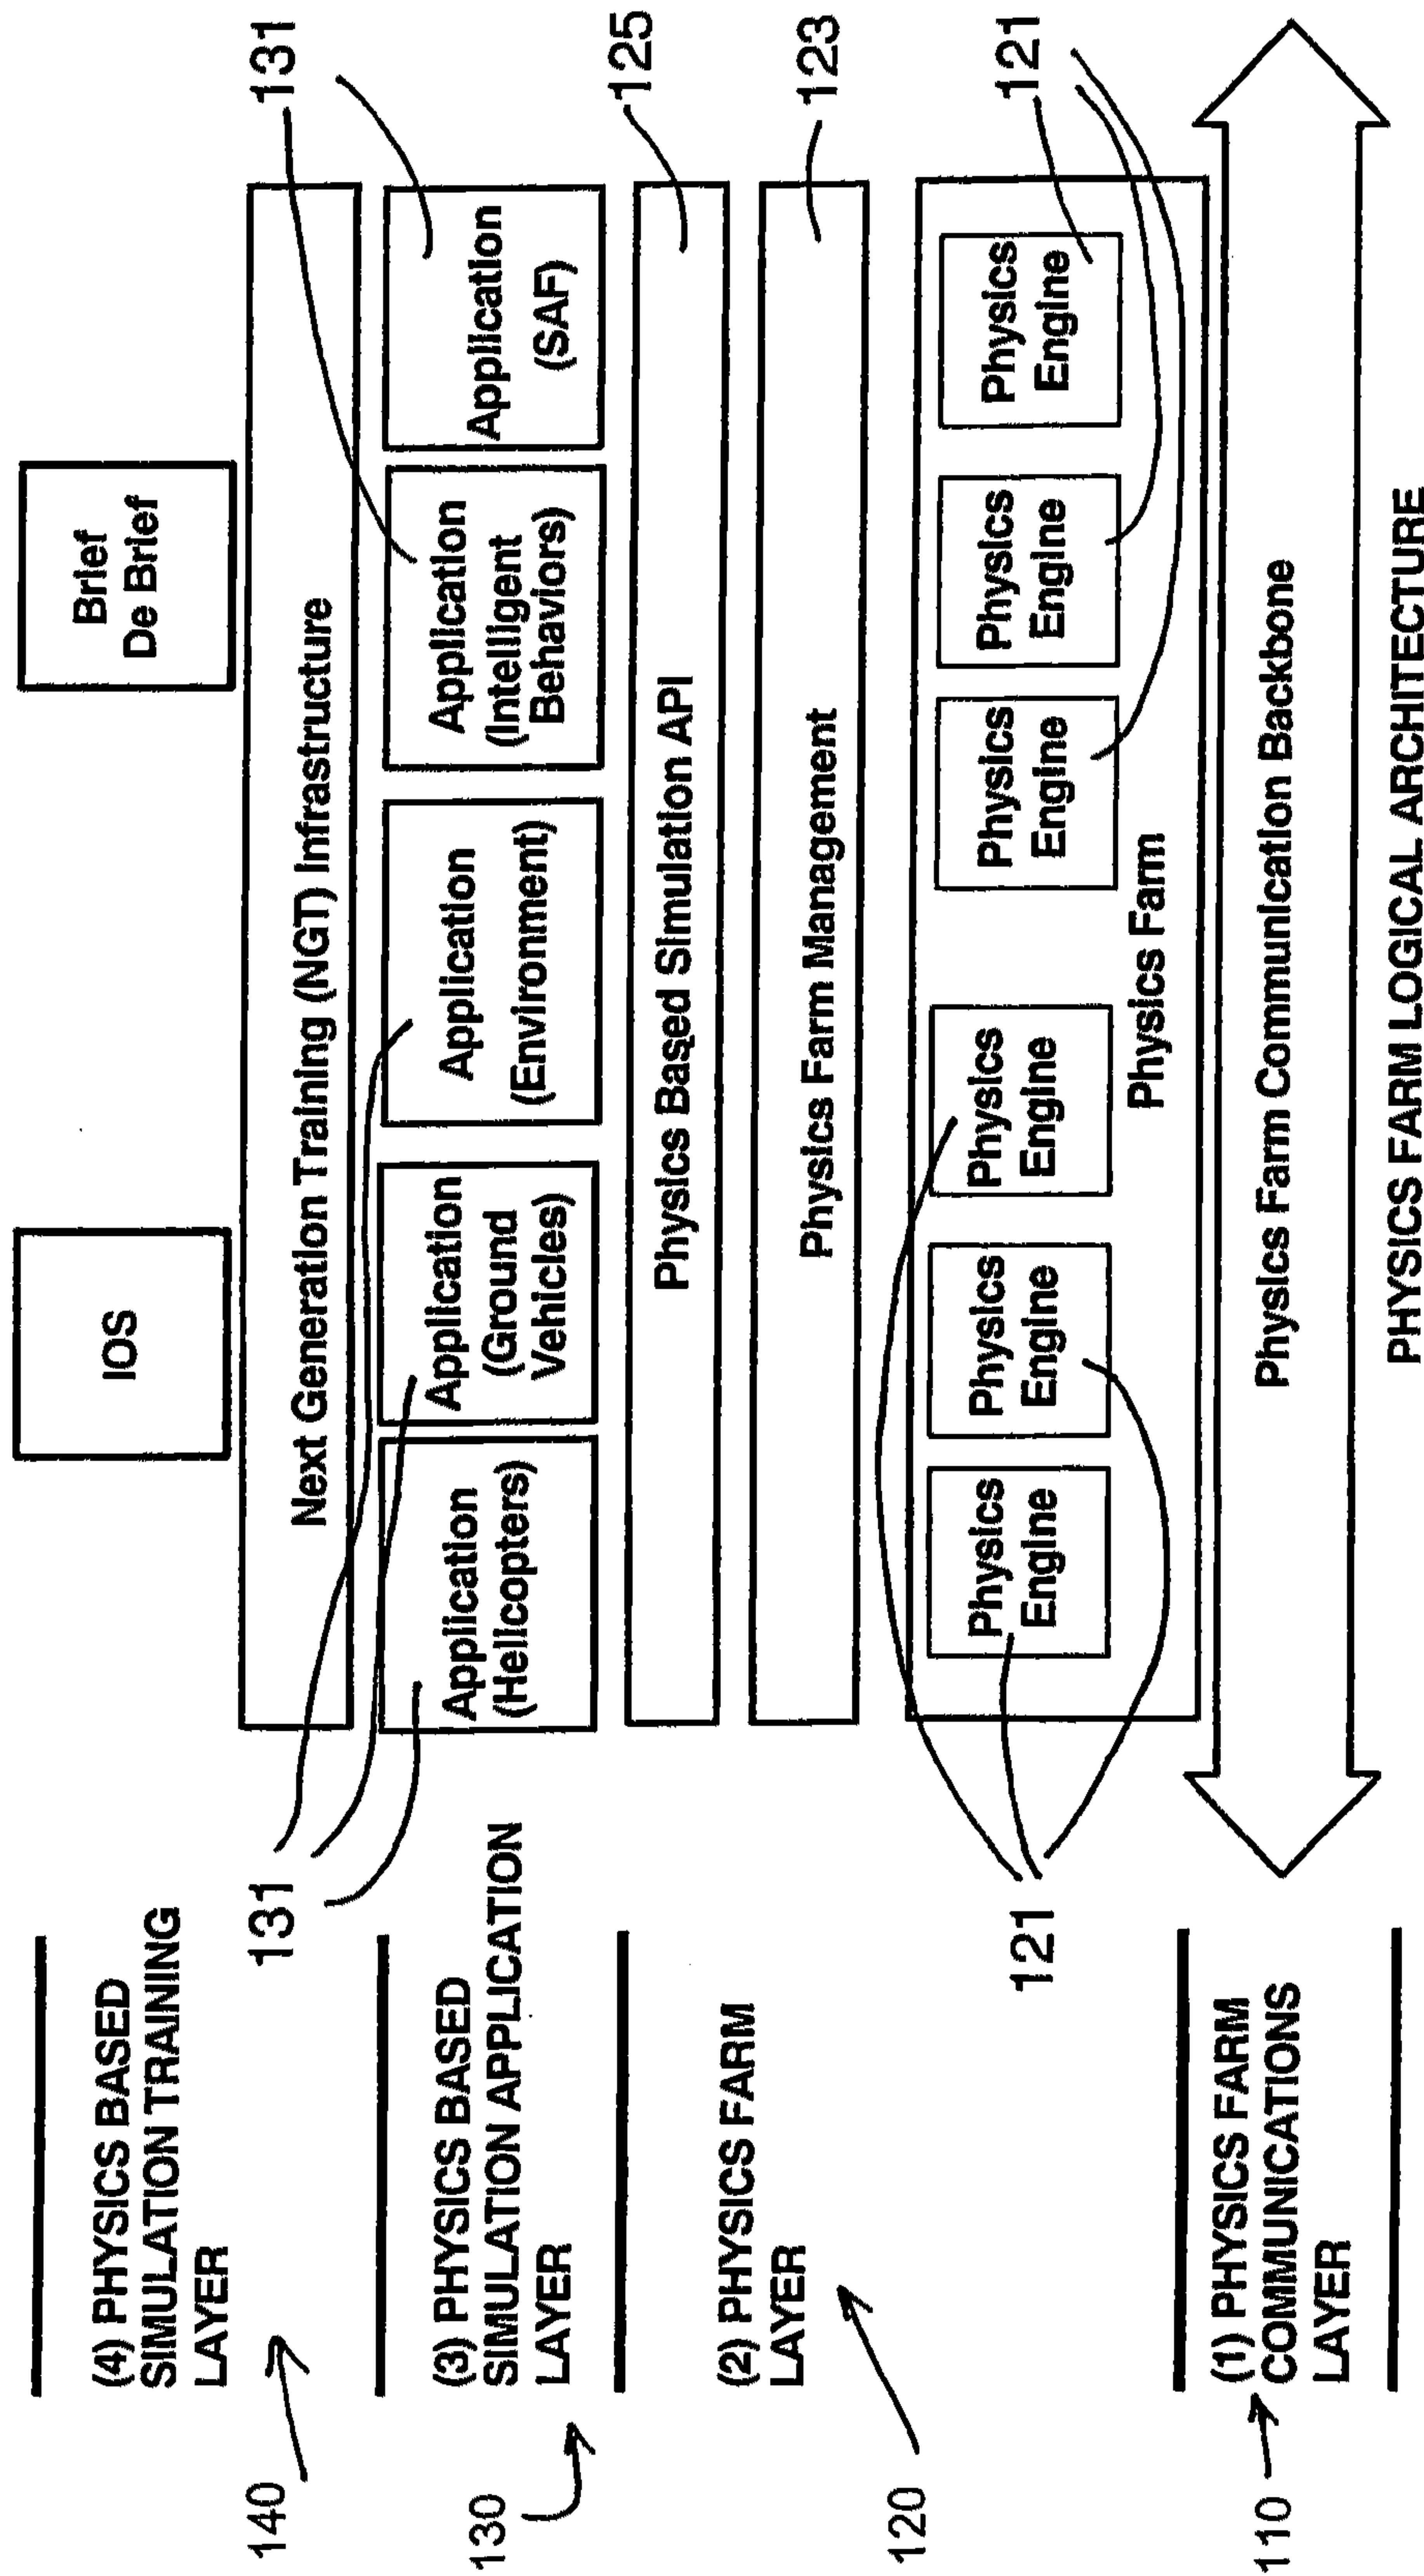 140
(4) PHYSICS BASED
SIMULATION TRAINING
LAYER
IOS
Brief
De Brief
Next Generation Training (NGT) Infrastructure
131
131
130
(3) PHYSICS BASED
SIMULATION APPLICATION
LAYER
Application
(Helicopters)
Application
(Ground
Vehicles)
Application
(Environment)
Application
(Intelligent
Behaviors)
Application
(SAF)
120
(2) PHYSICS FARM
LAYER
Physics Based Simulation API
125
Physics Farm Management
123
121
Physics
Engine
Physics
Engine
Physics
Engine
Physics
Engine
Physics
Engine
Physics
Engine
121
Physics Farm
110
(1) PHYSICS FARM
COMMUNICATIONS
LAYER
Physics Farm Communication Backbone
PHYSICS FARM LOGICAL ARCHITECTURE